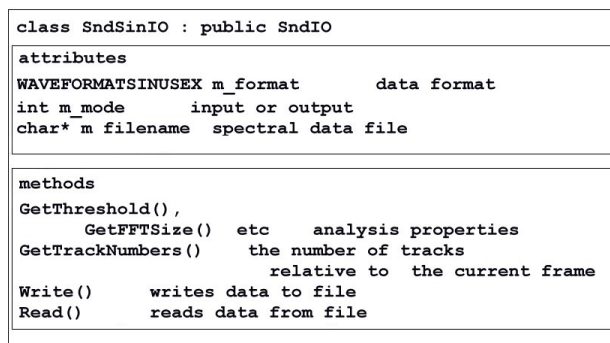 class SndSinIO : public SndIO
attributes
WAVEFORMATSINUSEX m_format data format
int m_mode input or output
char* m filename spectral data file
methods
GetThreshold(),
GetFFTSize() etc analysis properties
GetTrackNumbers() the number of tracks
relative to the current frame
Write() writes data to file
Read() reads data from file